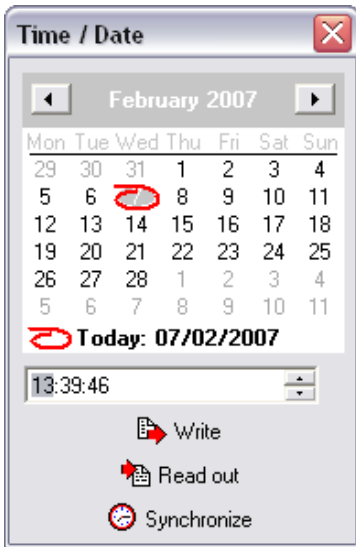 Time / Date
February 2007
Mon Tue Wed Thu Fri Sat Sun
29 30 31 1 2 3 4
5 6 7 8 9 10 11
12 13 14 15 16 17 18
19 20 21 22 23 24 25
26 27 28 1 2 3 4
5 6 7 8 9 10 11
Today: 07/02/2007
13:39:46
Write
Read out
Synchronize